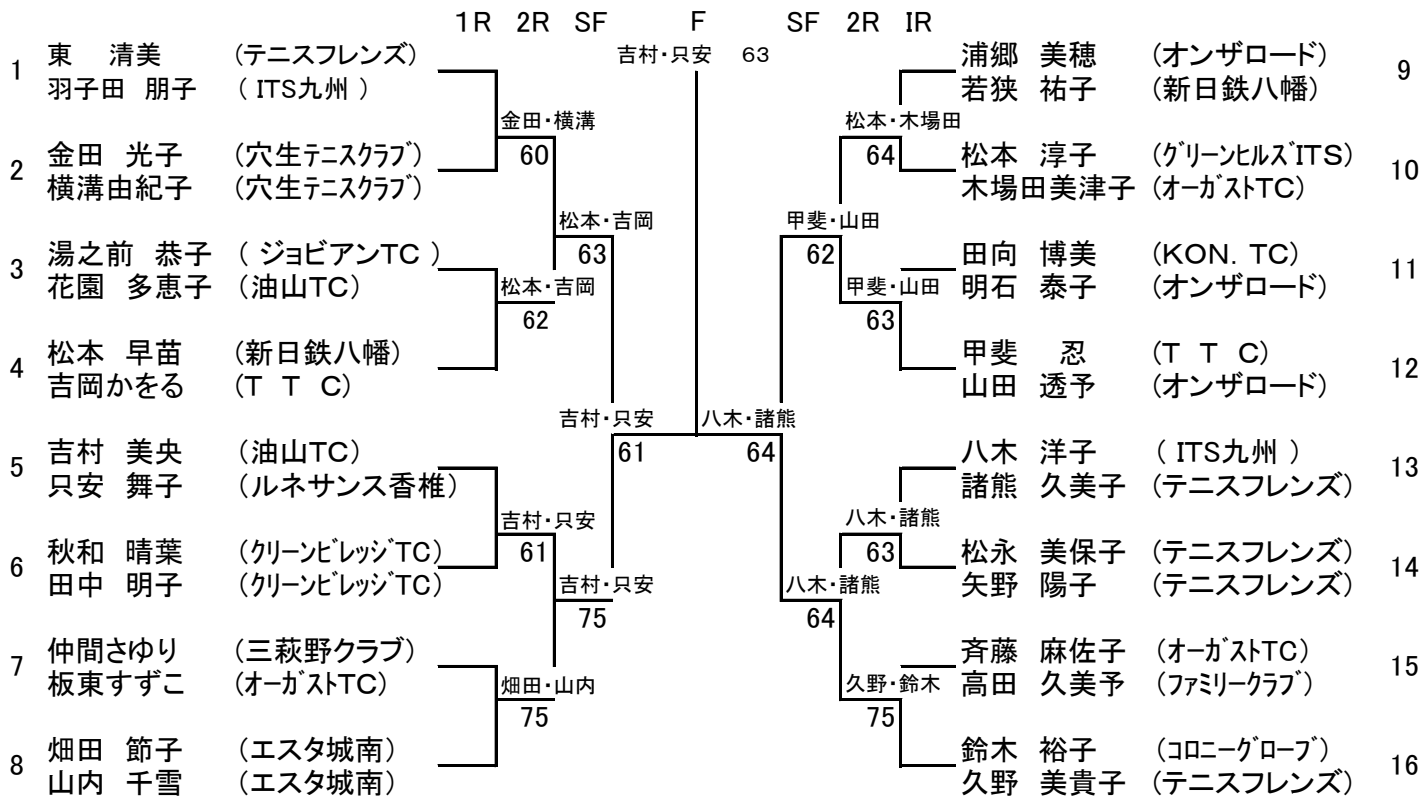 1R 2R SF F SF 2R IR
吉村・只安 63
1 東 清美 (テニスフレンズ)
羽子田 朋子 ( ITS九州 )
金田・横溝
60
2 金田 光子 (穴生テニスクラブ)
横溝由紀子 (穴生テニスクラブ)
松本・吉岡
63
3 湯之前 恭子 ( ジョビアンTC )
花園 多恵子 (油山TC)
松本・吉岡
62
4 松本 早苗 (新日鉄八幡)
吉岡かをる (T T C)
吉村・只安
61
5 吉村 美央 (油山TC)
只安 舞子 (ルネサンス香椎)
吉村・只安
61
6 秋和 晴葉 (クリーンビレッジTC)
田中 明子 (クリーンビレッジTC)
吉村・只安
75
7 仲間さゆり (三萩野クラブ)
板東すずこ (オーガストTC)
畑田・山内
75
8 畑田 節子 (エスタ城南)
山内 千雪 (エスタ城南)
浦郷 美穂 (オンザロード) 9
若狭 祐子 (新日鉄八幡)
松本・木場田
64
松本 淳子 (グリーンヒルズITS) 10
木場田美津子 (オーガストTC)
甲斐・山田
62
田向 博美 (KON. TC) 11
明石 泰子 (オンザロード)
甲斐・山田
63
甲斐 忍 (T T C) 12
山田 透予 (オンザロード)
八木・諸熊
64
八木 洋子 ( ITS九州 ) 13
諸熊 久美子 (テニスフレンズ)
八木・諸熊
63
松永 美保子 (テニスフレンズ) 14
矢野 陽子 (テニスフレンズ)
八木・諸熊
64
斉藤 麻佐子 (オーガストTC) 15
高田 久美予 (ファミリークラブ)
久野・鈴木
75
鈴木 裕子 (コロニーグローブ) 16
久野 美貴子 (テニスフレンズ)